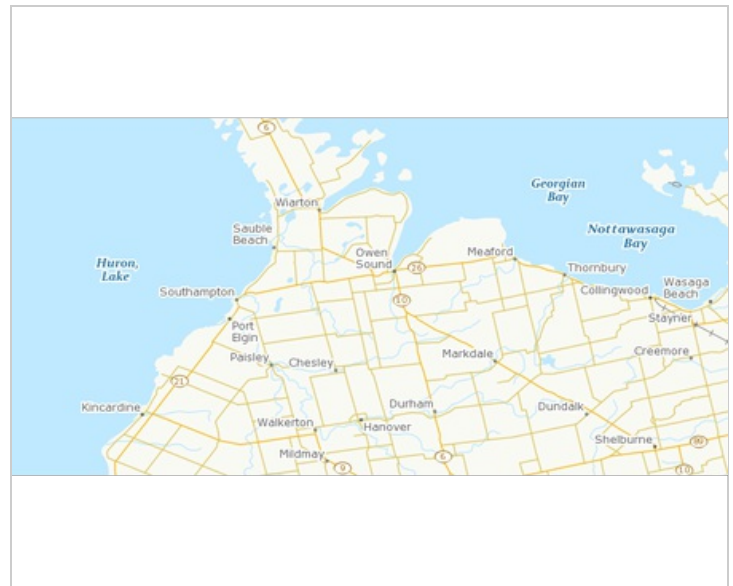 6
Wiarton
Georgian
Bay
Sauble
Beach
Nottawasaga
Bay
Huron,
Lake
Owen
Sound
26
Meaford
Thornbury
Southampton
10
Collingwood
Wasaga
Beach
Port
Elgin
Stayner
Paisley
Chesley
Markdale
Creemore
21
Kincardine
Durham
Dundalk
Walkerton
Hanover
Shelburne
89
Mildmay
9
6
10